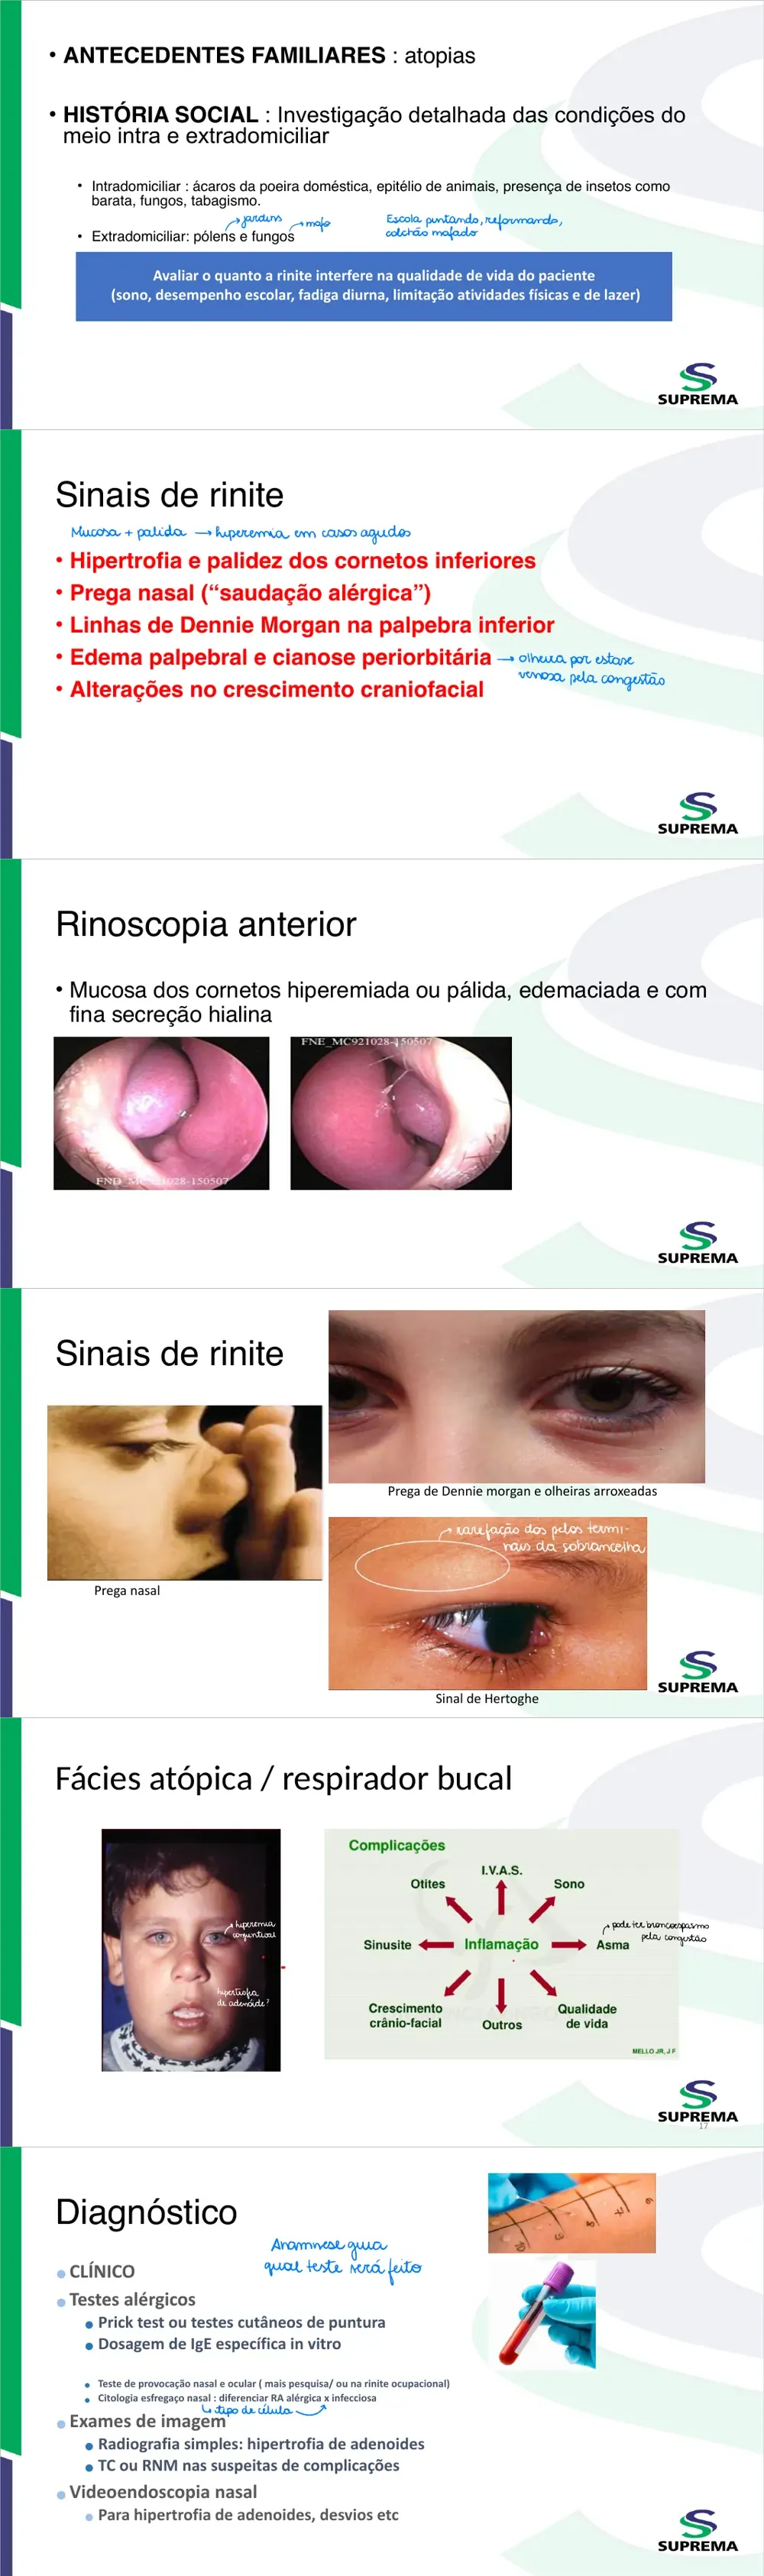 • ANTECEDENTES FAMILIARES : atopias
• HISTÓRIA SOCIAL : Investigação detalhada das condições do
meio intra e extradomiciliar
• Intradomiciliar : ácaros da poeira doméstica, epitélio de animais, presença de insetos como
barata, fungos, tabagismo.
→ jardins → mofo
Escola pintando, reformando,
colchão mofado
• Extradomiciliar: pólens e fungos
Avaliar o quanto a rinite interfere na qualidade de vida do paciente
(sono, desempenho escolar, fadiga diurna, limitação atividades físicas e de lazer)
SUPREMA
Sinais de rinite
Mucosa + palida → hiperemia em casos agudos
• Hipertrofia e palidez dos cornetos inferiores
• Prega nasal (“saudação alérgica”)
• Linhas de Dennie Morgan na palpebra inferior
• Edema palpebral e cianose periorbitária → olheira por estase
venosa pela congestão
• Alterações no crescimento craniofacial
SUPREMA
Rinoscopia anterior
• Mucosa dos cornetos hiperemiada ou pálida, edemaciada e com
fina secreção hialina
FNE_MC921028-150507
FND_MC921028-150507
SUPREMA
Sinais de rinite
Prega de Dennie morgan e olheiras arroxeadas
→ rarefação dos pelos termi-
nais da sobrancelha
Prega nasal
Sinal de Hertoghe
SUPREMA
Fácies atópica / respirador bucal
→ hiperemia
conjuntival
hipertrofia
de adenóide?
Complicações
I.V.A.S.
Otites
Sono
→ pode ter broncoespasmo
pela congestão
Sinusite
Inflamação
Asma
Crescimento
crânio-facial
Outros
Qualidade
de vida
MELLO JR, J F
SUPREMA
17
Diagnóstico
Anamnese guia
qual teste será feito
• CLÍNICO
• Testes alérgicos
• Prick test ou testes cutâneos de puntura
• Dosagem de IgE específica in vitro
• Teste de provocação nasal e ocular ( mais pesquisa/ ou na rinite ocupacional)
• Citologia esfregaço nasal : diferenciar RA alérgica x infecciosa
→ tipo de célula
• Exames de imagem
• Radiografia simples: hipertrofia de adenoides
• TC ou RNM nas suspeitas de complicações
• Videoendoscopia nasal
• Para hipertrofia de adenoides, desvios etc
SUPREMA